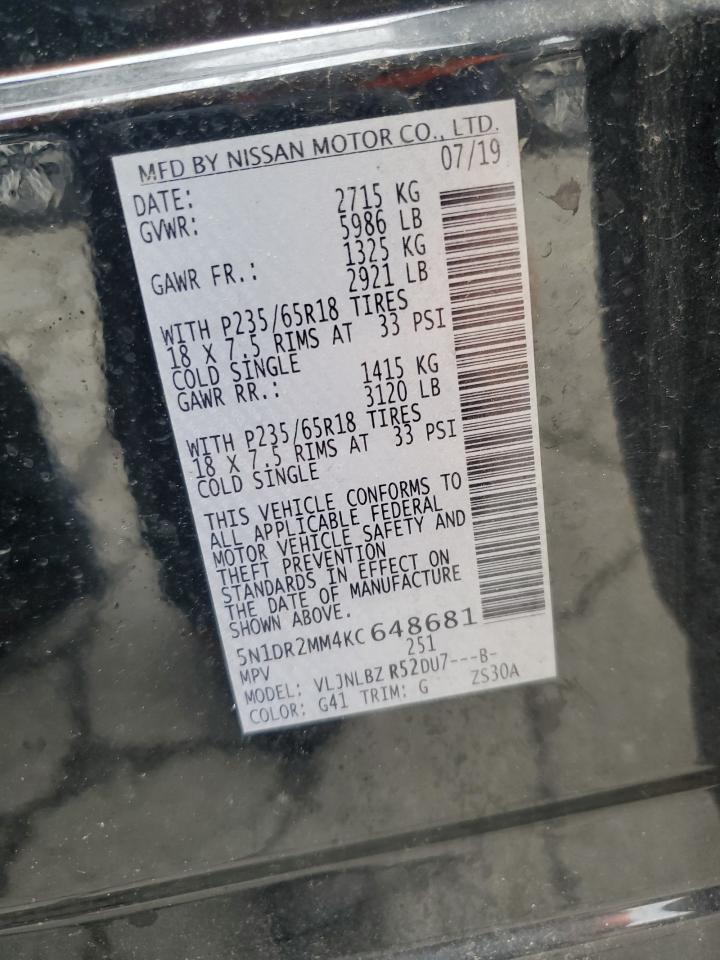 MFD BY NISSAN MOTOR CO., LTD.
DATE: 07/19
GVWR: 2715 KG
5986 LB
GAWR FR.: 1325 KG
2921 LB
WITH P235/65R18 TIRES
18 X 7.5 RIMS AT 33 PSI
COLD SINGLE
GAWR RR.: 1415 KG
3120 LB
WITH P235/65R18 TIRES
18 X 7.5 RIMS AT 33 PSI
COLD SINGLE
THIS VEHICLE CONFORMS TO
ALL APPLICABLE FEDERAL
MOTOR VEHICLE SAFETY AND
THEFT PREVENTION
STANDARDS IN EFFECT ON
THE DATE OF MANUFACTURE
SHOWN ABOVE.
5N1DR2MM4KC648681
MPV 251
MODEL: VLJNLBZ R52DU7---B-
COLOR: G41 TRIM: G ZS30A